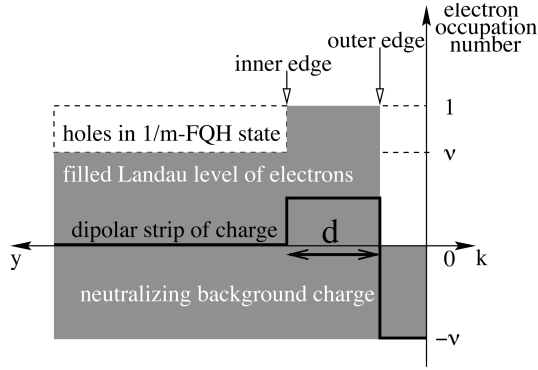 electron
occupation
number
outer edge
inner edge
1
holes in 1/m-FQH state
ν
filled Landau level of electrons
dipolar strip of charge
d
y
0
k
neutralizing background charge
−ν